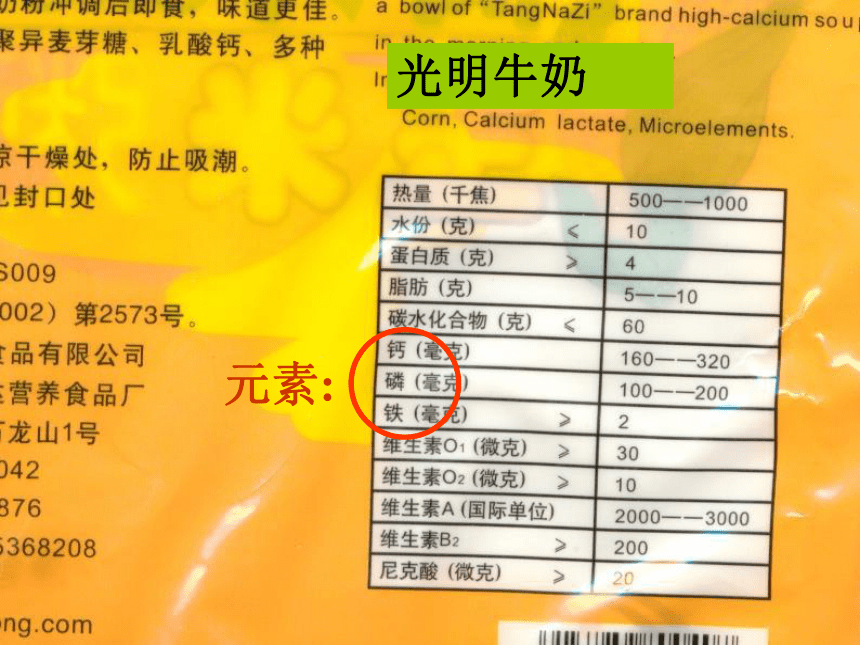 奶粉冲调后即食，味道更佳。
聚异麦芽糖、乳酸钙、多种
凉干燥处，防止吸潮。
见封口处
S009
002）第2573号。
食品有限公司
营养食品厂
龙山1号
042
876
5368208
ong.com
a bowl of “TangNaZi” brand high-calcium soup
in the morning
光明牛奶
Corn, Calcium lactate, Microelements.
热量（千焦） 500——1000
水份（克） ≤ 10
蛋白质（克） ≥ 4
脂肪（克） 5——10
碳水化合物（克） ≤ 60
钙（毫克） 160——320
元素:
磷（毫克） 100——200
铁（毫克） ≥ 2
维生素O1（微克） ≥ 30
维生素O2（微克） ≥ 10
维生素A（国际单位） 2000——3000
维生素B2 ≥ 200
尼克酸（微克） ≥ 20